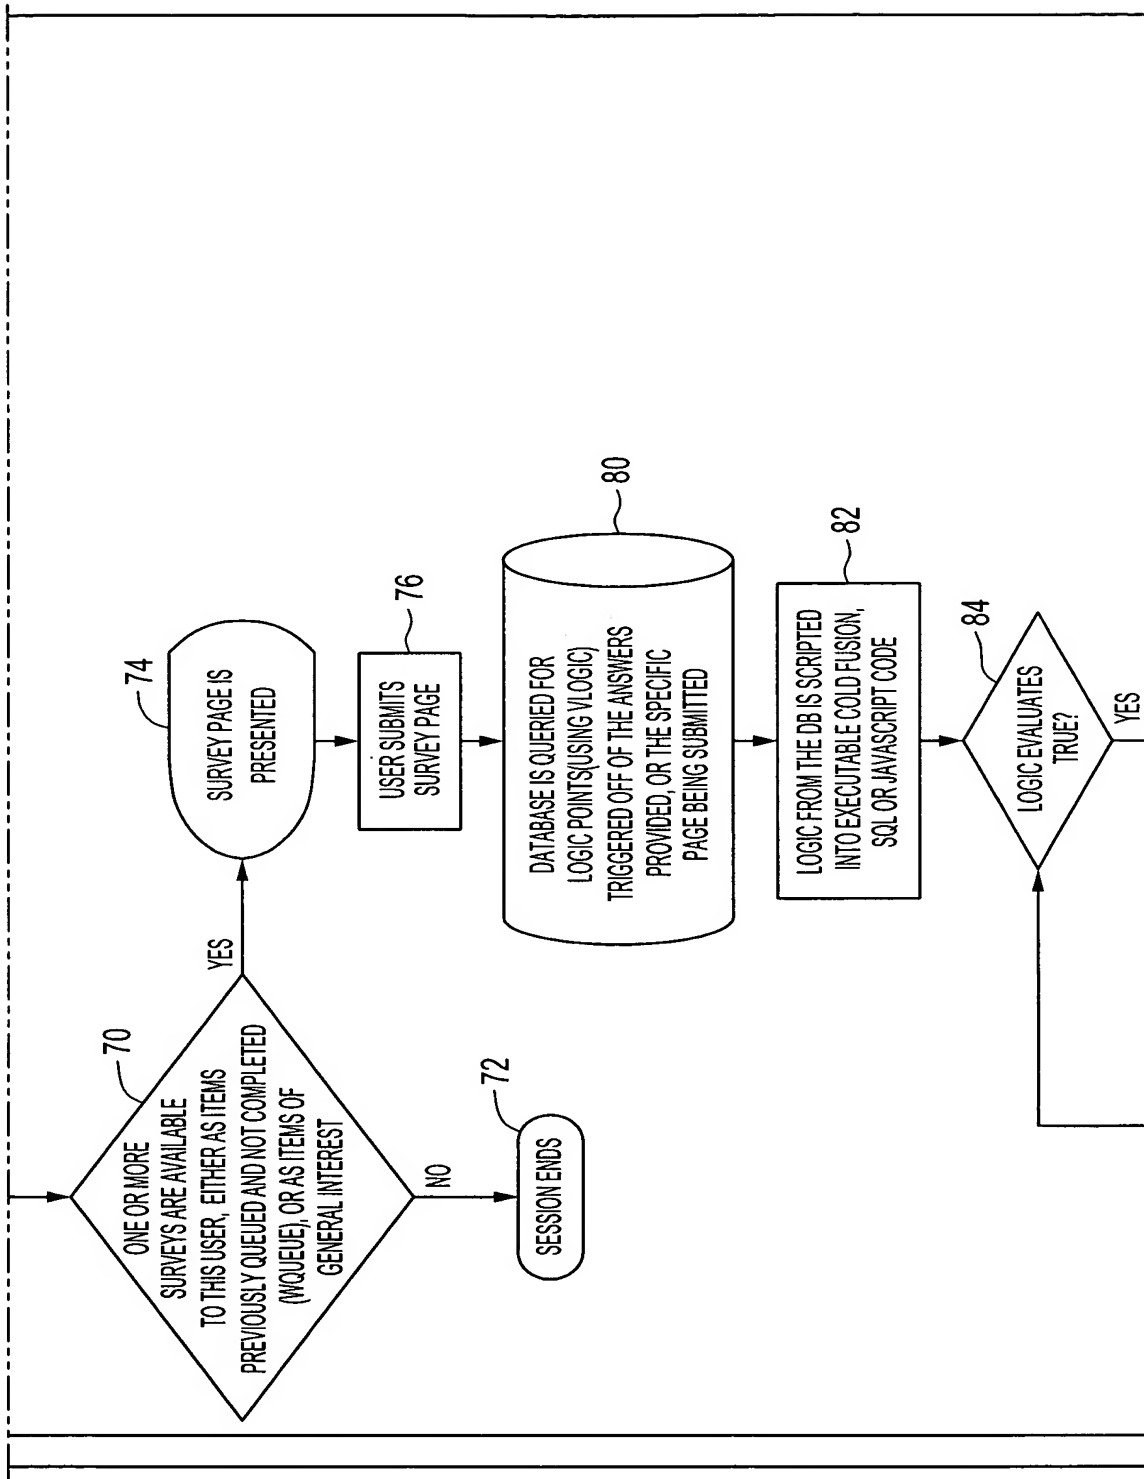 70
ONE OR MORE
SURVEYS ARE AVAILABLE
TO THIS USER, EITHER AS ITEMS
PREVIOUSLY QUEUED AND NOT COMPLETED
(WQUEUE), OR AS ITEMS OF
GENERAL INTEREST
YES
NO
72
SESSION ENDS
74
SURVEY PAGE IS
PRESENTED
76
USER SUBMITS
SURVEY PAGE
80
DATABASE IS QUERIED FOR
LOGIC POINTS(USING VLOGIC)
TRIGGERED OFF OF THE ANSWERS
PROVIDED, OR THE SPECIFIC
PAGE BEING SUBMITTED
82
LOGIC FROM THE DB IS SCRIPTED
INTO EXECUTABLE COLD FUSION,
SQL OR JAVASCRIPT CODE
84
LOGIC EVALUATES
TRUE?
YES